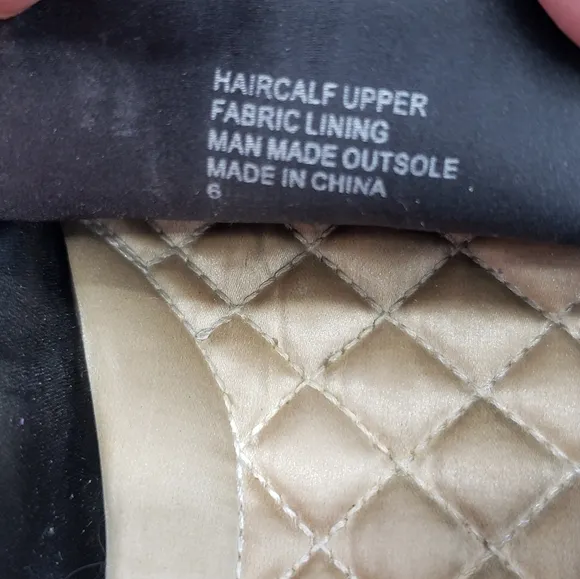 HAIRCALF UPPER
FABRIC LINING
MAN MADE OUTSOLE
MADE IN CHINA
6